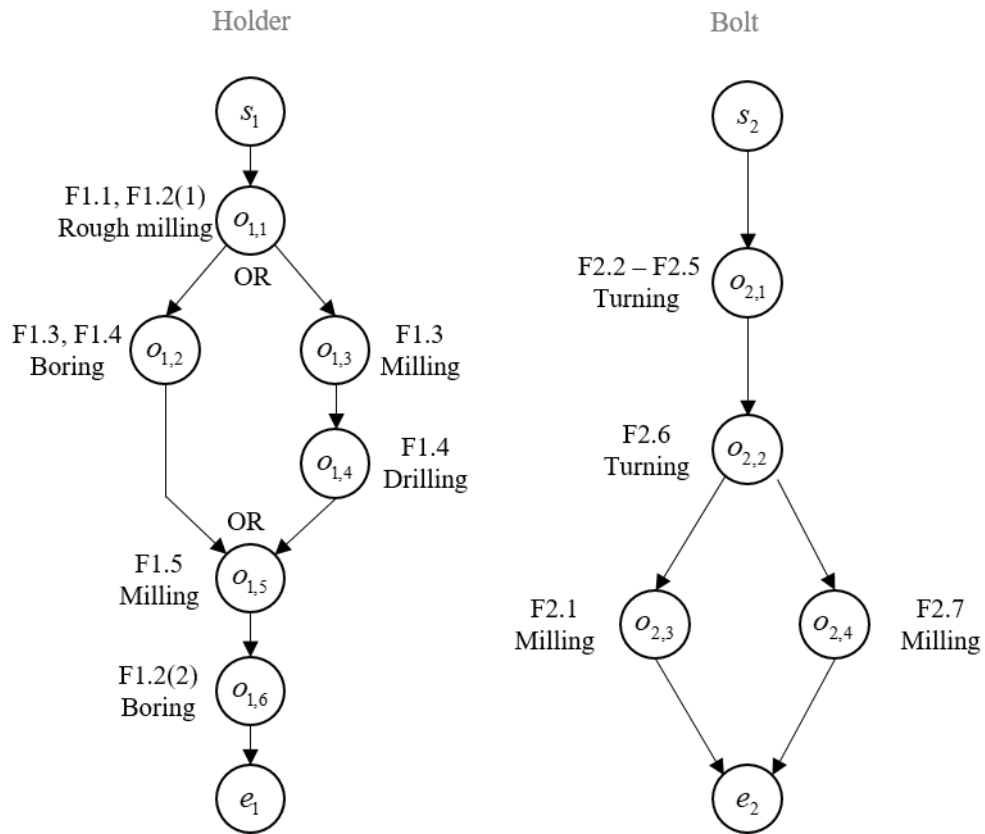 Holder
s1
F1.1, F1.2(1)
Rough milling
o1,1
OR
F1.3, F1.4
Boring
o1,2
o1,3
F1.3
Milling
o1,4
F1.4
Drilling
OR
F1.5
Milling
o1,5
F1.2(2)
Boring
o1,6
e1
Bolt
s2
F2.2 – F2.5
Turning
o2,1
F2.6
Turning
o2,2
F2.1
Milling
o2,3
o2,4
F2.7
Milling
e2